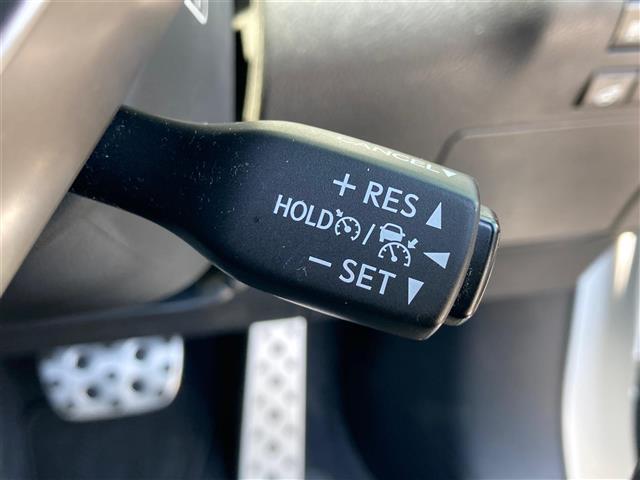 CANCEL▼
+ RES ▲
HOLD / ◀
− SET ▼